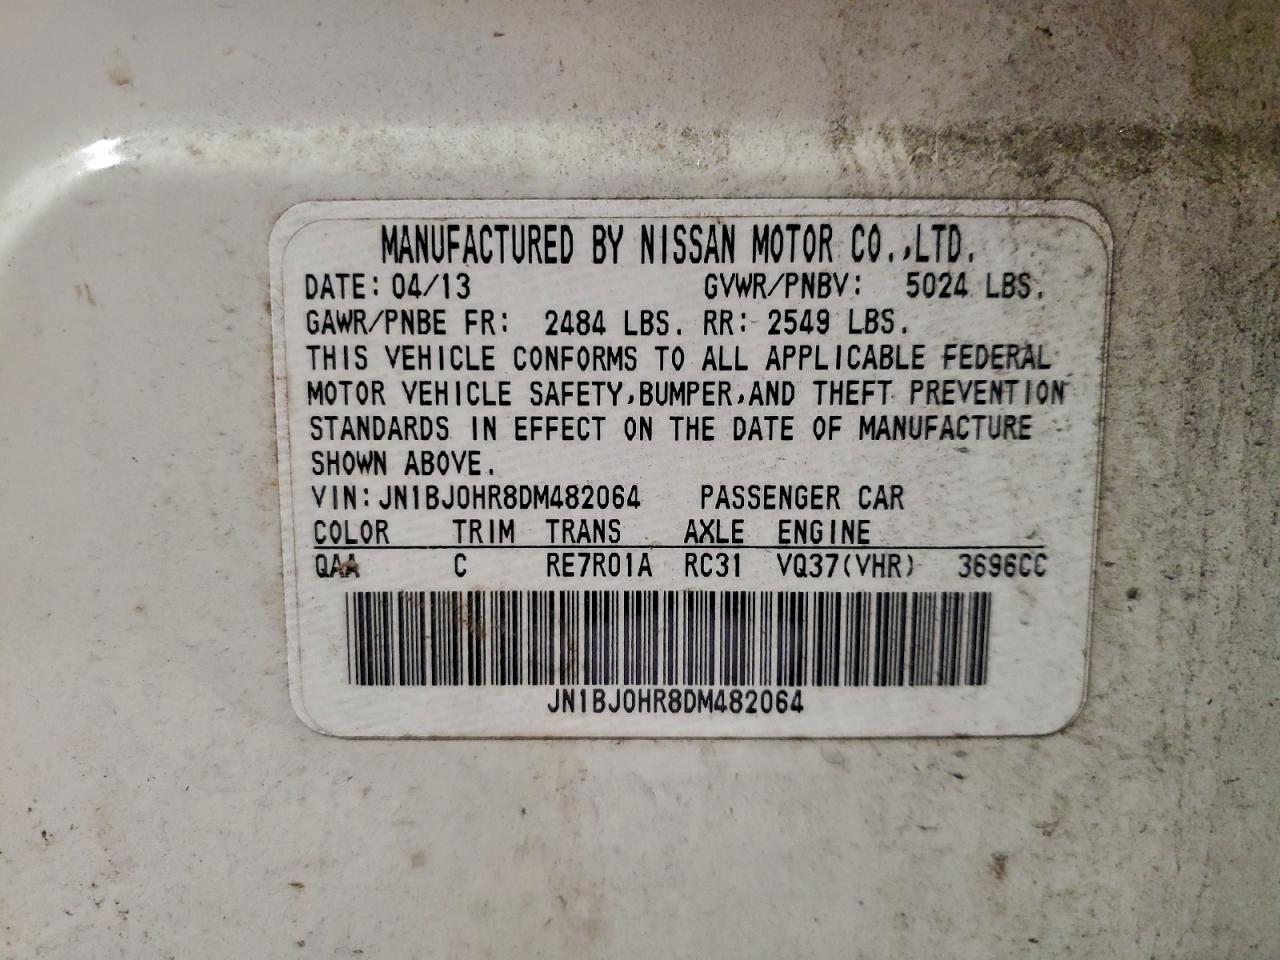 MANUFACTURED BY NISSAN MOTOR CO.,LTD.
DATE: 04/13 GVWR/PNBV: 5024 LBS.
GAWR/PNBE FR: 2484 LBS. RR: 2549 LBS.
THIS VEHICLE CONFORMS TO ALL APPLICABLE FEDERAL
MOTOR VEHICLE SAFETY,BUMPER,AND THEFT PREVENTION
STANDARDS IN EFFECT ON THE DATE OF MANUFACTURE
SHOWN ABOVE.
VIN:JN1BJ0HR8DM482064 PASSENGER CAR
COLOR TRIM TRANS AXLE ENGINE
QAA C RE7R01A RC31 VQ37(VHR) 3696CC
JN1BJ0HR8DM482064